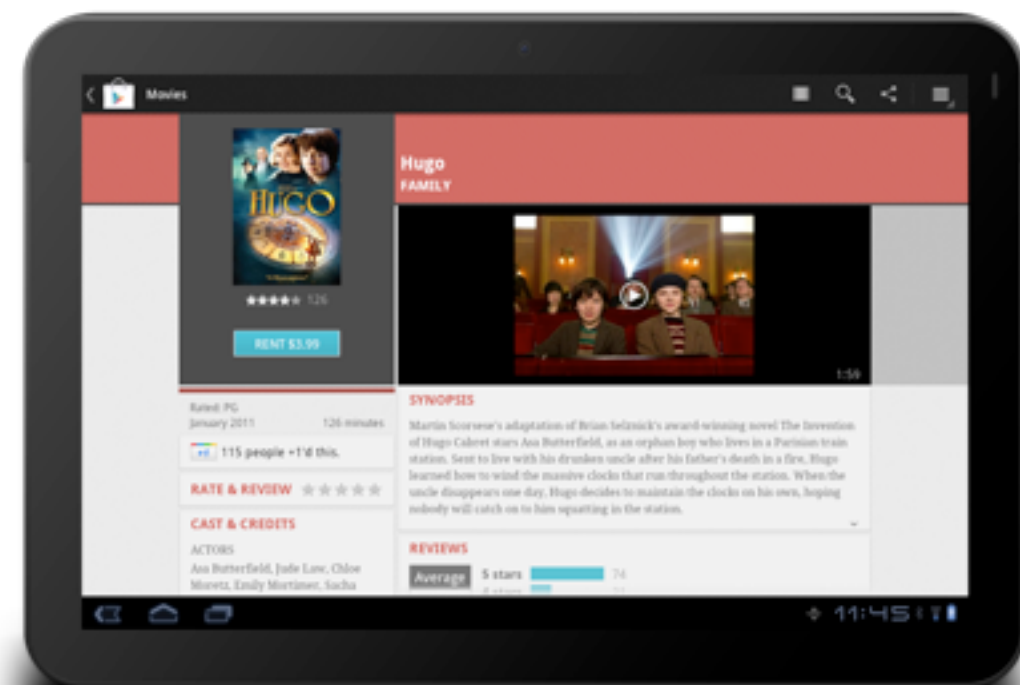 Movies
HUGO
Hugo
FAMILY
126
RENT $3.99
1:59
Rated: PG
January 2011 126 minutes
115 people +1'd this.
RATE & REVIEW
CAST & CREDITS
ACTORS
Asa Butterfield, Jude Law, Chloe
Moretz, Emily Mortimer, Sacha
SYNOPSIS
Martin Scorsese's adaptation of Brian Selznick's award-winning novel The Invention
of Hugo Cabret stars Asa Butterfield, as an orphan boy who lives in a Parisian train
station. Sent to live with his drunken uncle after his father's death in a fire, Hugo
learned how to wind the massive clocks that run throughout the station. When the
uncle disappears one day, Hugo decides to maintain the clocks on his own, hoping
nobody will catch on to him squatting in the station.
REVIEWS
Average
5 stars 74
11:45